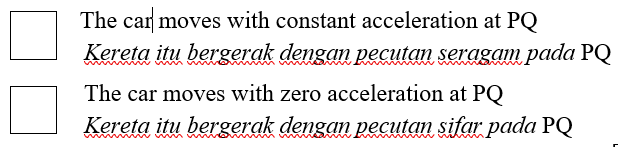 The car moves with constant acceleration at PQ
Kereta itu bergerak dengan pecutan seragam pada PQ
The car moves with zero acceleration at PQ
Kereta itu bergerak dengan pecutan sifar pada PQ